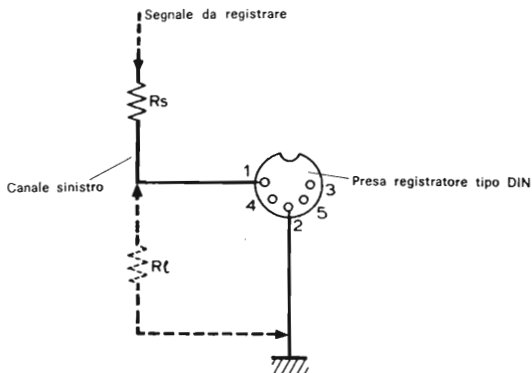 Segnale da registrare
Rs
1
Canale sinistro
Presa registratore tipo DIN
3
4
5
2
Rℓ